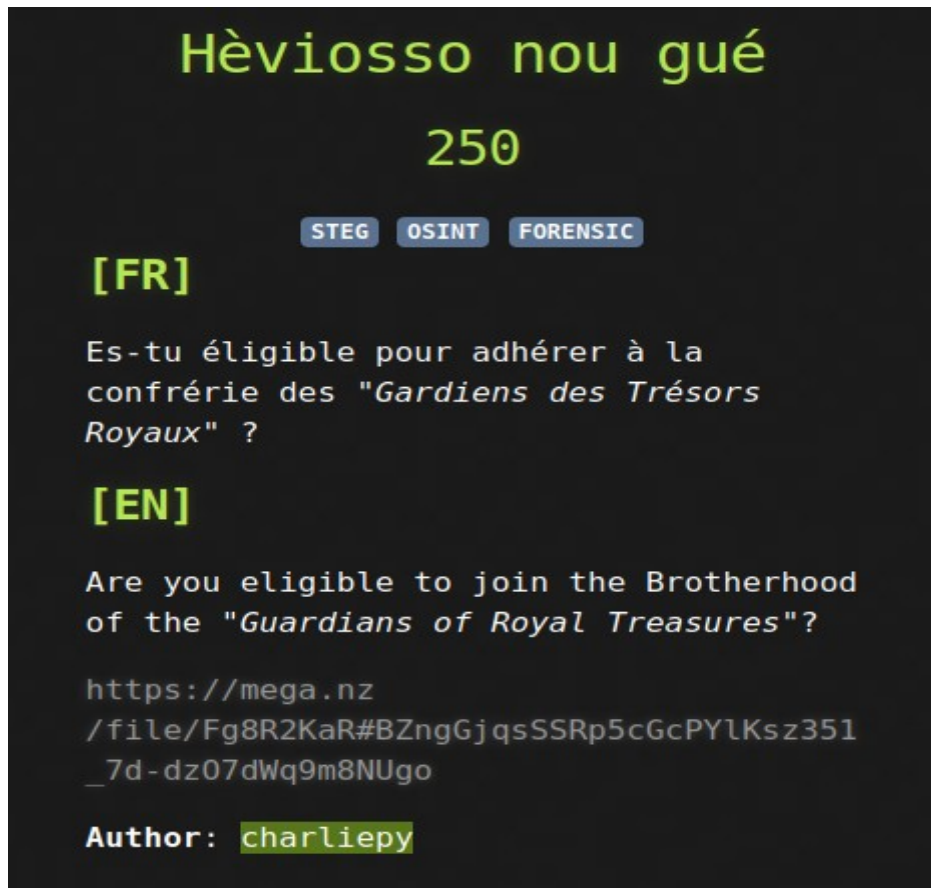 Hèviosso nou gué
250
STEG OSINT FORENSIC
[FR]
Es-tu éligible pour adhérer à la
confrérie des "Gardiens des Trésors
Royaux" ?
[EN]
Are you eligible to join the Brotherhood
of the "Guardians of Royal Treasures"?
https://mega.nz
/file/Fg8R2KaR#BZngGjqsSSRp5cGcPYlKsz351
_7d-dzO7dWq9m8NUgo
Author: charliepy